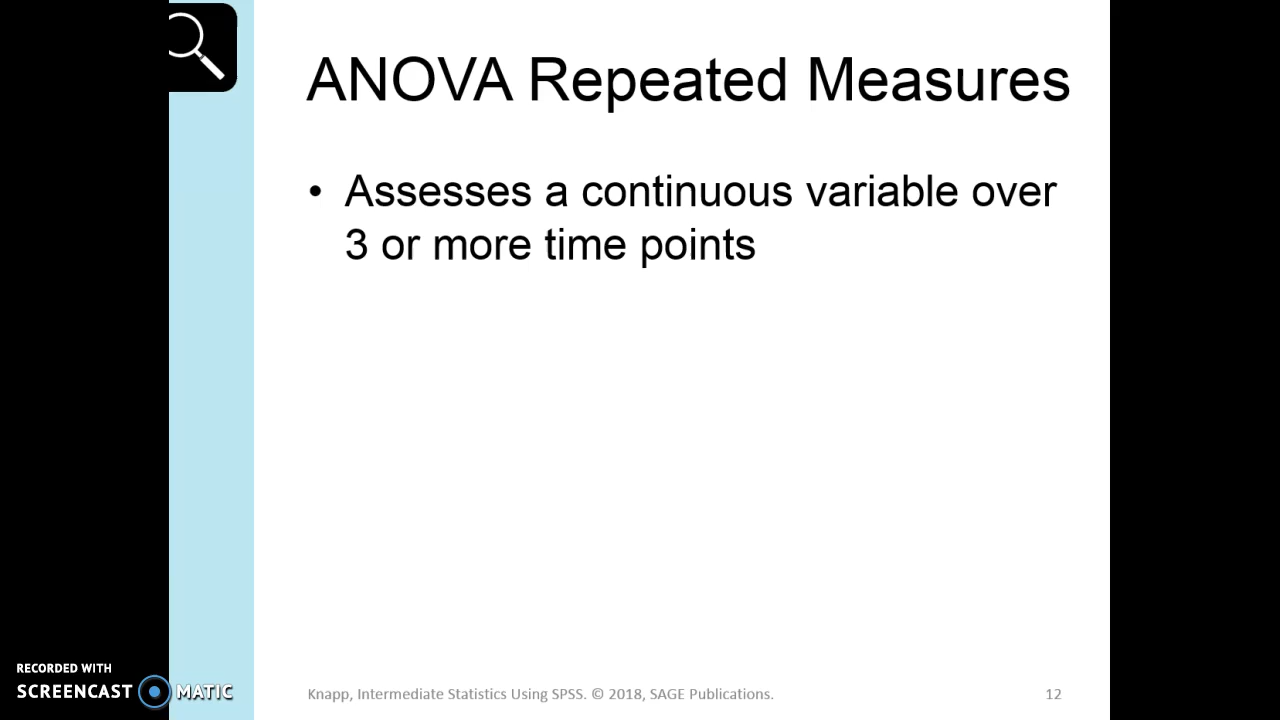 ANOVA Repeated Measures
• Assesses a continuous variable over
3 or more time points
RECORDED WITH
SCREENCAST MATIC
Knapp, Intermediate Statistics Using SPSS. © 2018, SAGE Publications.
12